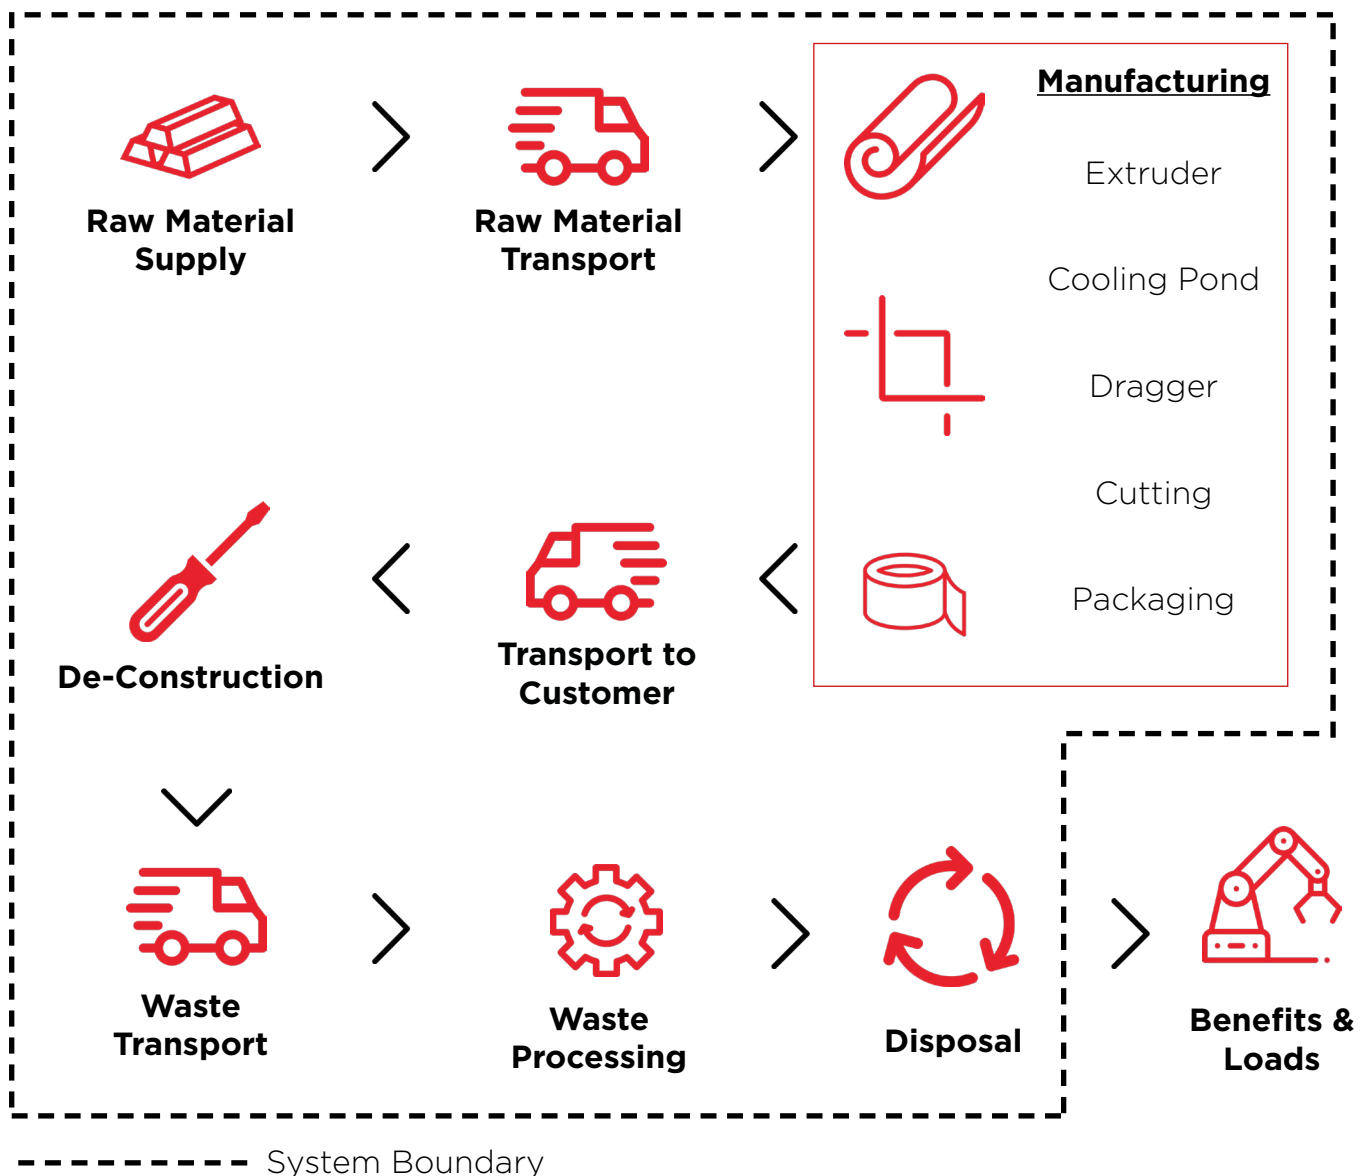 Raw Material
Supply
Raw Material
Transport
Manufacturing
Extruder
Cooling Pond
Dragger
Cutting
Packaging
Transport to
Customer
De-Construction
Waste
Transport
Waste
Processing
Disposal
Benefits &
Loads
System Boundary